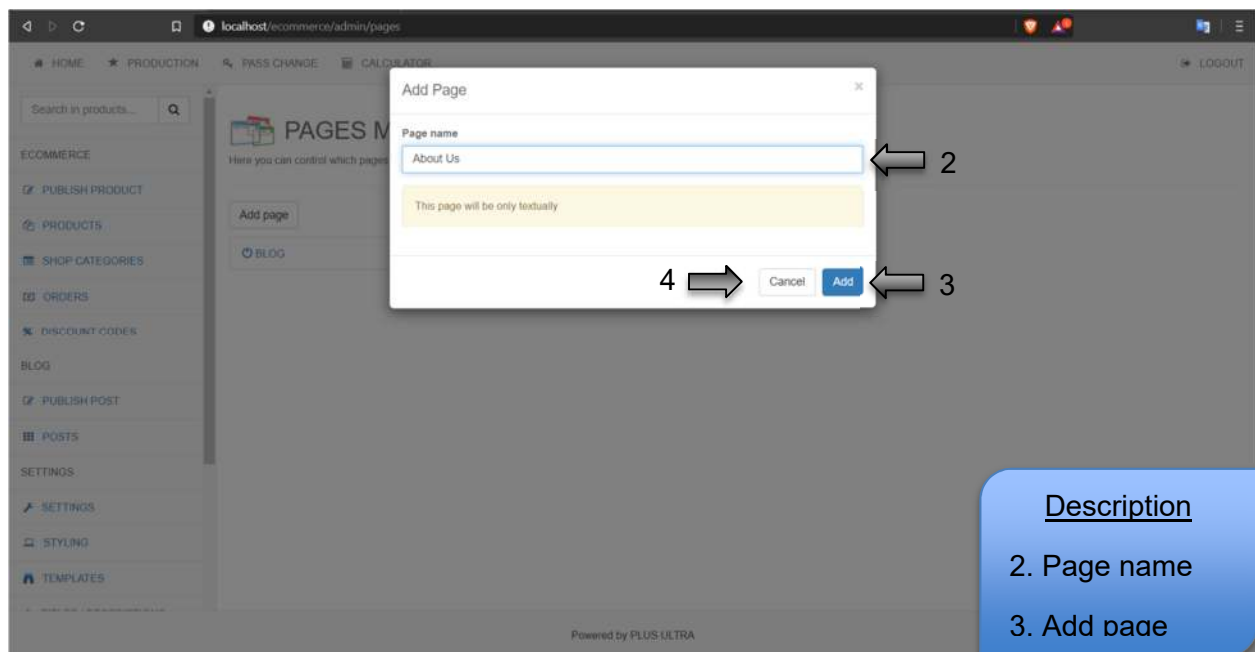 localhost/ecommerce/admin/pages
HOME PRODUCTION PASS CHANGE CALCULATOR LOGOUT
Search in products...
ECOMMERCE
PUBLISH PRODUCT
PRODUCTS
SHOP CATEGORIES
ORDERS
DISCOUNT CODES
BLOG
PUBLISH POST
POSTS
SETTINGS
SETTINGS
STYLING
TEMPLATES
PAGES M
Here you can control which pages
Add page
BLOG
Add Page ×
Page name
About Us
2
This page will be only textually
4 Cancel Add 3
Powered by PLUS ULTRA
Description
2. Page name
3. Add page